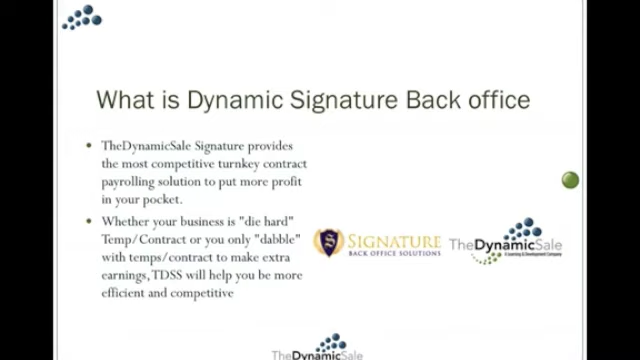 What is Dynamic Signature Back office
TheDynamicSale Signature provides
the most competitive turnkey contract
payrolling solution to put more profit
in your pocket.
Whether your business is "die hard"
Temp/Contract or you only "dabble"
with temps/contract to make extra
earnings, TDSS will help you be more
efficient and competitive
S
SIGNATURE
BACK OFFICE SOLUTIONS
TheDynamicSale
A Learning & Development Company
TheDynamicSale